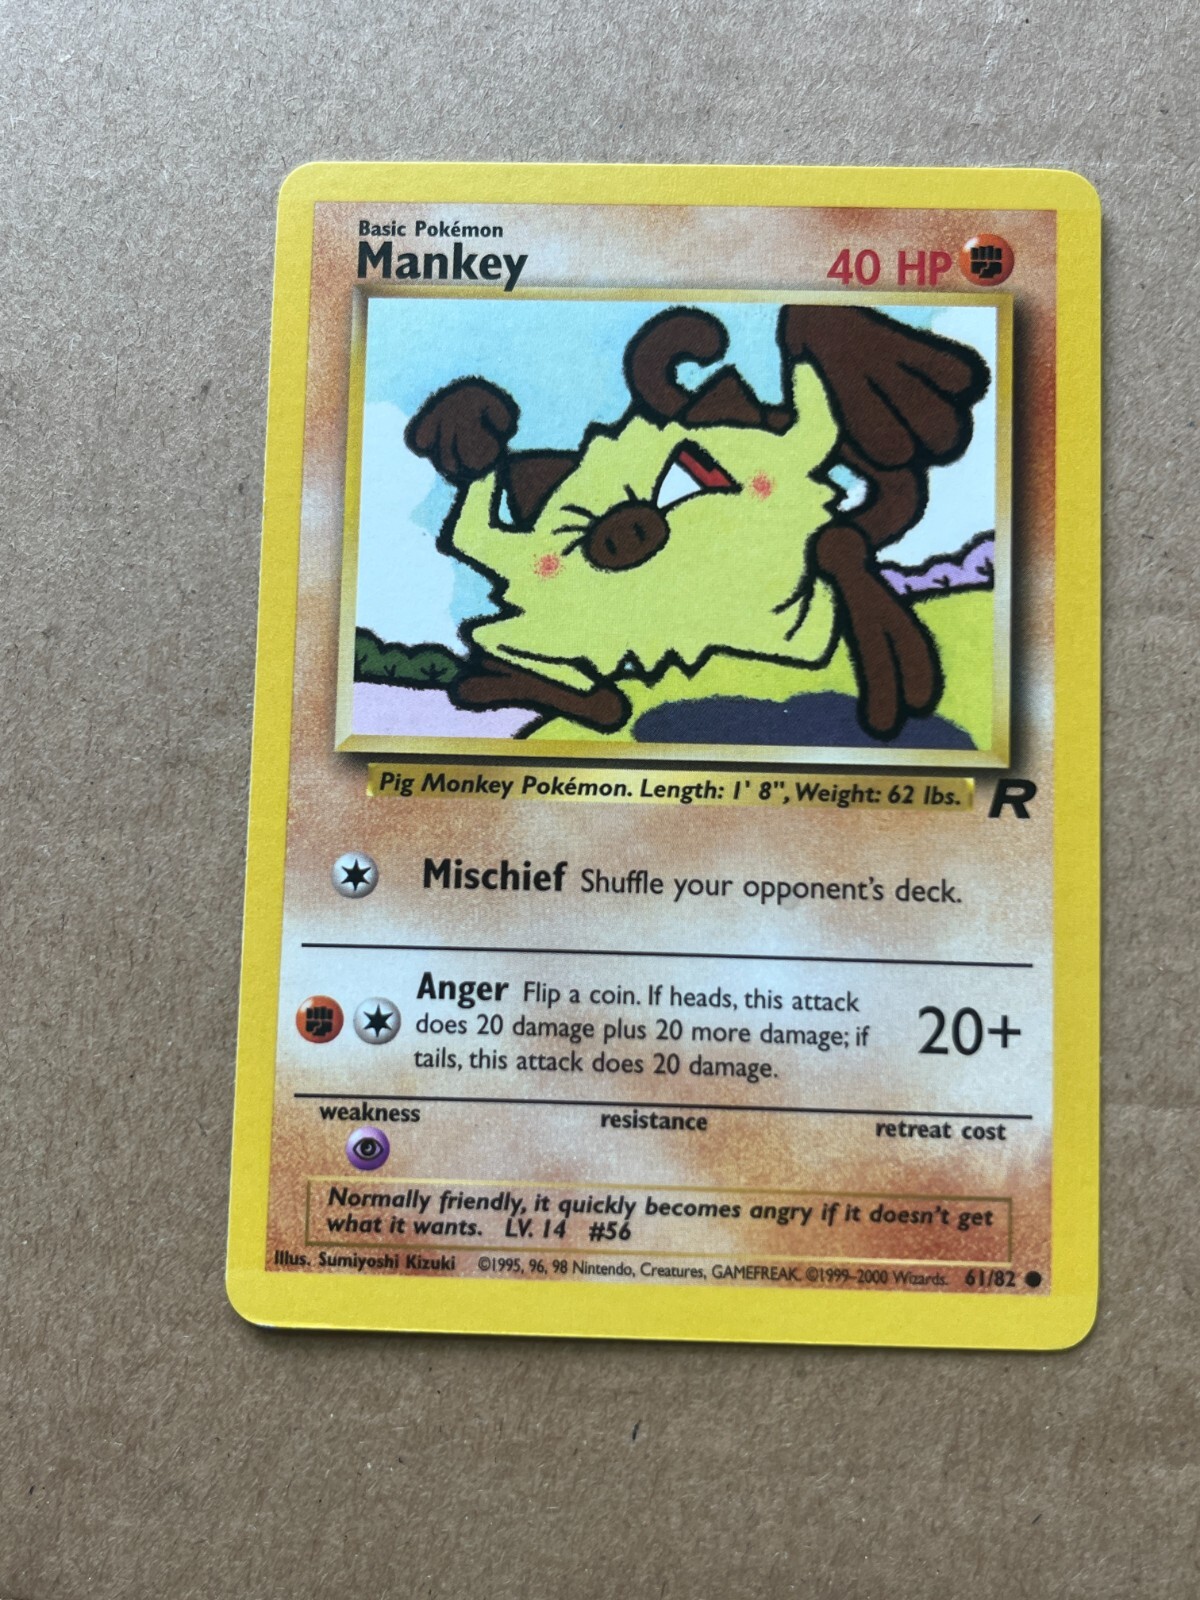 Basic Pokémon
Mankey
40 HP
Pig Monkey Pokémon. Length: 1' 8", Weight: 62 lbs.
R
Mischief Shuffle your opponent's deck.
Anger Flip a coin. If heads, this attack
does 20 damage plus 20 more damage; if
tails, this attack does 20 damage.
20+
weakness
resistance
retreat cost
Normally friendly, it quickly becomes angry if it doesn't get
what it wants. LV. 14 #56
Illus. Sumiyoshi Kizuki ©1995, 96, 98 Nintendo, Creatures, GAMEFREAK. ©1999–2000 Wizards. 61/82